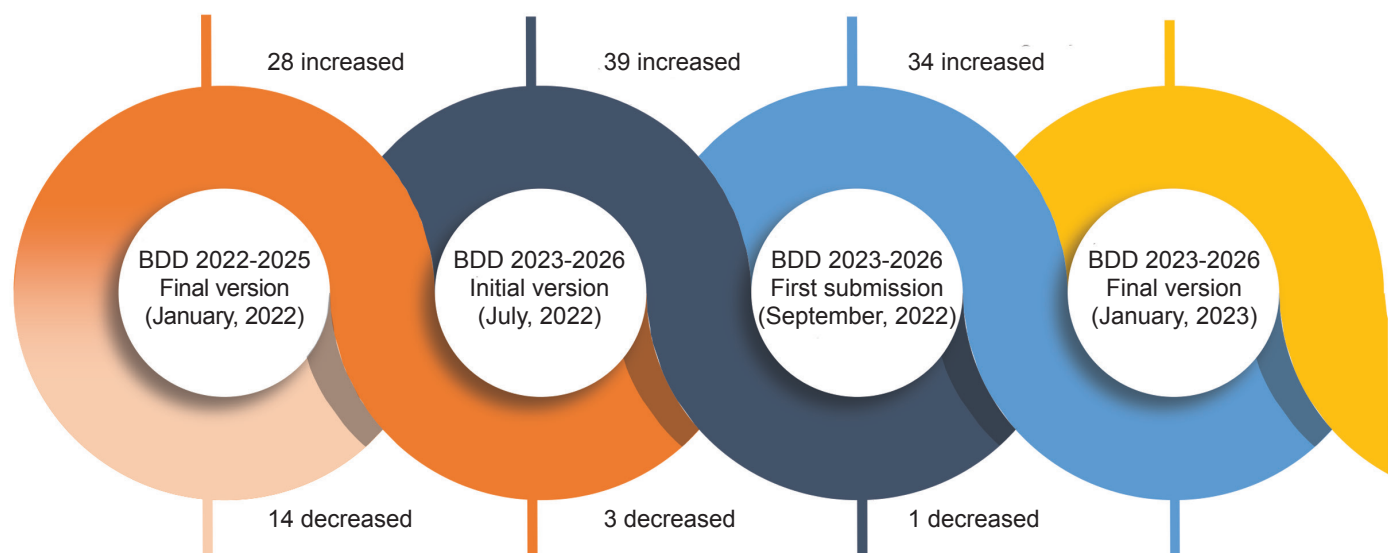 28 increased
39 increased
34 increased
BDD 2022-2025
Final version
(January, 2022)
BDD 2023-2026
Initial version
(July, 2022)
BDD 2023-2026
First submission
(September, 2022)
BDD 2023-2026
Final version
(January, 2023)
14 decreased
3 decreased
1 decreased